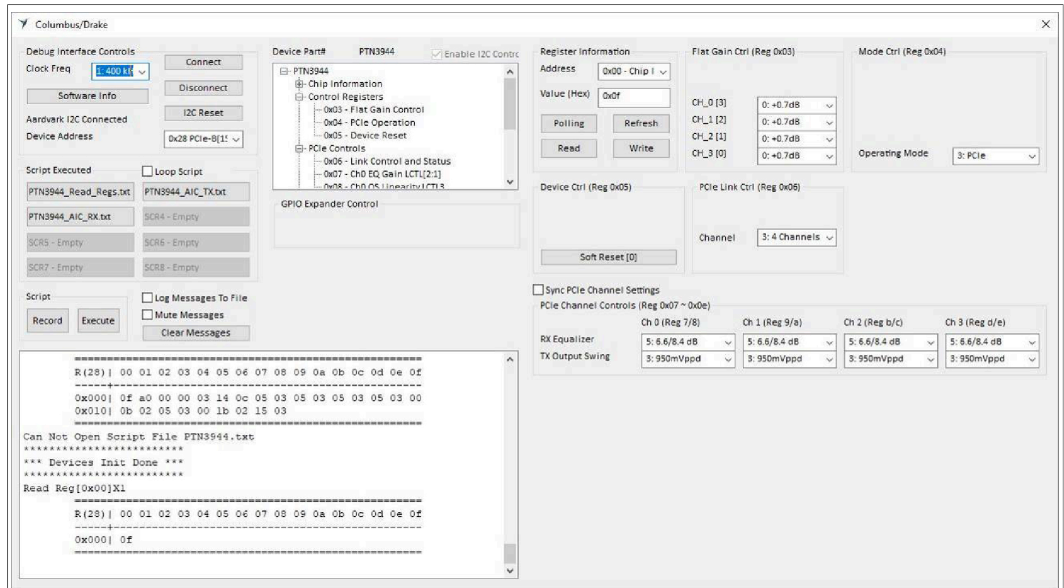 Columbus/Drake
Debug Interface Controls
Clock Freq
1: 400 kH
Connect
Software Info
Disconnect
Aardvark I2C Connected
I2C Reset
Device Address
0x28 PCIe-B[1:
Script Executed
Loop Script
PTN3944_Read_Regs.txt
PTN3944_AIC_TX.txt
PTN3944_AIC_RX.txt
SCR4 - Empty
SCR5 - Empty
SCR6 - Empty
SCR7 - Empty
SCR8 - Empty
Script
Record
Execute
Log Messages To File
Mute Messages
Clear Messages
Device Part#
PTN3944
Enable I2C Contrc
PTN3944
Chip Information
Control Registers
0x03 - Flat Gain Control
0x04 - PCIe Operation
0x05 - Device Reset
PCIe Controls
0x06 - Link Control and Status
0x07 - Ch0 EQ Gain LCTL[2:1]
0x08 - Ch0 OS Linearity LCTL3
GPIO Expander Control
Register Information
Address
0x00 - Chip I
Value (Hex)
0x0f
Polling
Refresh
Read
Write
Flat Gain Ctrl (Reg 0x03)
CH_0 [3]
0: +0.7dB
CH_1 [2]
0: +0.7dB
CH_2 [1]
0: +0.7dB
CH_3 [0]
0: +0.7dB
Mode Ctrl (Reg 0x04)
Operating Mode
3: PCIe
Device Ctrl (Reg 0x05)
Soft Reset [0]
PCIe Link Ctrl (Reg 0x06)
Channel
3: 4 Channels
Sync PCIe Channel Settings
PCIe Channel Controls (Reg 0x07 ~ 0x0e)
Ch 0 (Reg 7/8)
Ch 1 (Reg 9/a)
Ch 2 (Reg b/c)
Ch 3 (Reg d/e)
RX Equalizer
5: 6.6/8.4 dB
5: 6.6/8.4 dB
5: 6.6/8.4 dB
5: 6.6/8.4 dB
TX Output Swing
3: 950mVppd
3: 950mVppd
3: 950mVppd
3: 950mVppd
================================================
R(28)| 00 01 02 03 04 05 06 07 08 09 0a 0b 0c 0d 0e 0f
-----+------------------------------------------------
0x000| 0f a0 00 00 03 14 0c 05 03 05 03 05 03 05 03 00
0x010| 0b 02 05 03 00 1b 02 15 03
================================================
Can Not Open Script File PTN3944.txt
*************************
*** Devices Init Done ***
*************************
Read Reg[0x00]X1
================================================
R(28)| 00 01 02 03 04 05 06 07 08 09 0a 0b 0c 0d 0e 0f
-----+------------------------------------------------
0x000| 0f
================================================